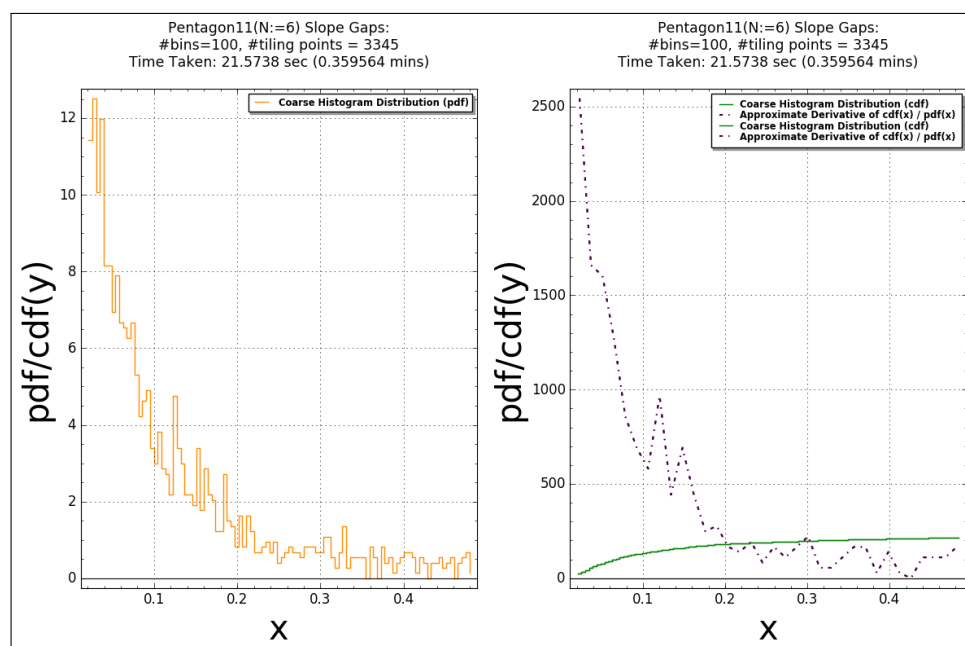 Pentagon11(N:=6) Slope Gaps:
#bins=100, #tiling points = 3345
Time Taken: 21.5738 sec (0.359564 mins)
Coarse Histogram Distribution (pdf)
12
10
8
6
4
2
0
pdf/cdf(y)
0.1
0.2
0.3
0.4
x
Pentagon11(N:=6) Slope Gaps:
#bins=100, #tiling points = 3345
Time Taken: 21.5738 sec (0.359564 mins)
Coarse Histogram Distribution (cdf)
Approximate Derivative of cdf(x) / pdf(x)
Coarse Histogram Distribution (cdf)
Approximate Derivative of cdf(x) / pdf(x)
2500
2000
1500
1000
500
0
pdf/cdf(y)
0.1
0.2
0.3
0.4
x